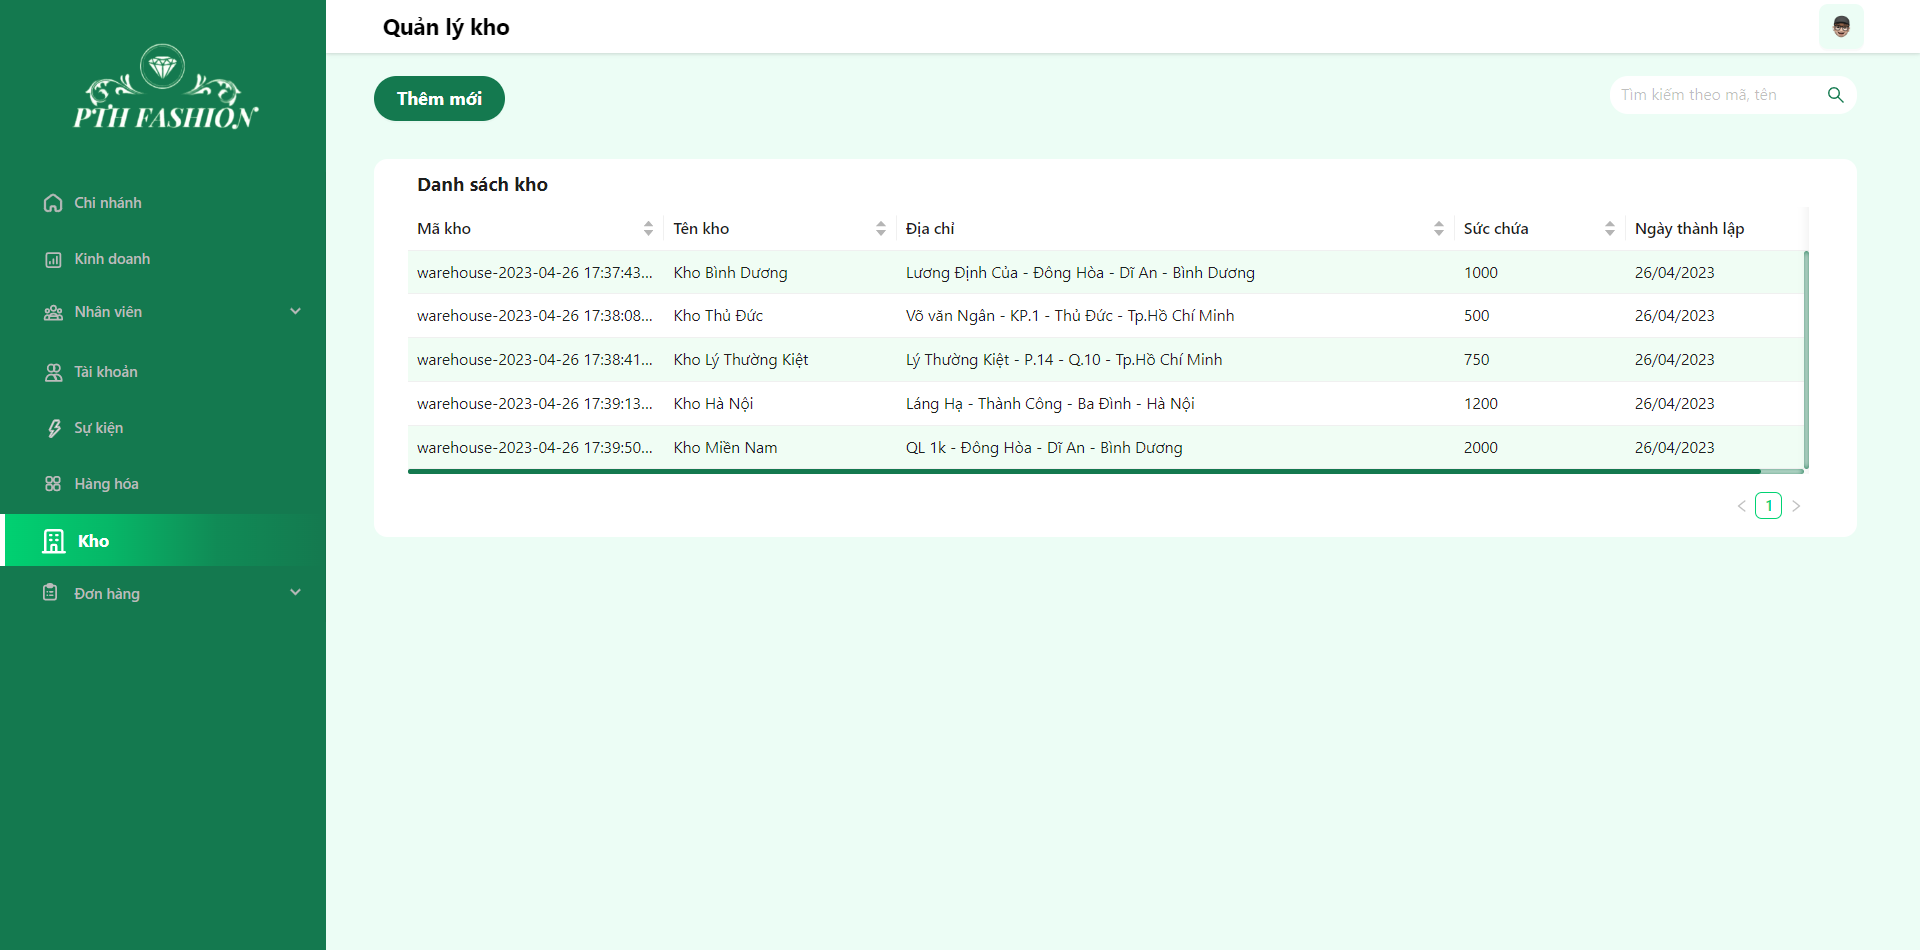 PTH FASHION
Chi nhánh
Kinh doanh
Nhân viên
Tài khoản
Sự kiện
Hàng hóa
Kho
Đơn hàng
Quản lý kho
Thêm mới
Tìm kiếm theo mã, tên
Danh sách kho
Mã kho Tên kho Địa chỉ Sức chứa Ngày thành lập
warehouse-2023-04-26 17:37:43... Kho Bình Dương Lương Định Của - Đông Hòa - Dĩ An - Bình Dương 1000 26/04/2023
warehouse-2023-04-26 17:38:08... Kho Thủ Đức Võ văn Ngân - KP.1 - Thủ Đức - Tp.Hồ Chí Minh 500 26/04/2023
warehouse-2023-04-26 17:38:41... Kho Lý Thường Kiệt Lý Thường Kiệt - P.14 - Q.10 - Tp.Hồ Chí Minh 750 26/04/2023
warehouse-2023-04-26 17:39:13... Kho Hà Nội Láng Hạ - Thành Công - Ba Đình - Hà Nội 1200 26/04/2023
warehouse-2023-04-26 17:39:50... Kho Miền Nam QL 1k - Đông Hòa - Dĩ An - Bình Dương 2000 26/04/2023
1